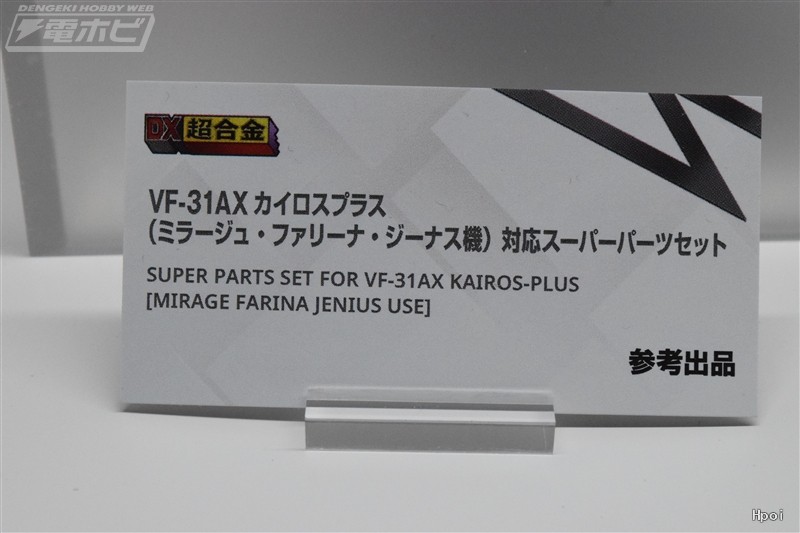 DENGEKI HOBBY WEB
電ホビ
DX超合金
VF-31AX カイロスプラス
（ミラージュ・ファリーナ・ジーナス機）対応スーパーパーツセット
SUPER PARTS SET FOR VF-31AX KAIROS-PLUS
[MIRAGE FARINA JENIUS USE]
参考出品
Hpoi